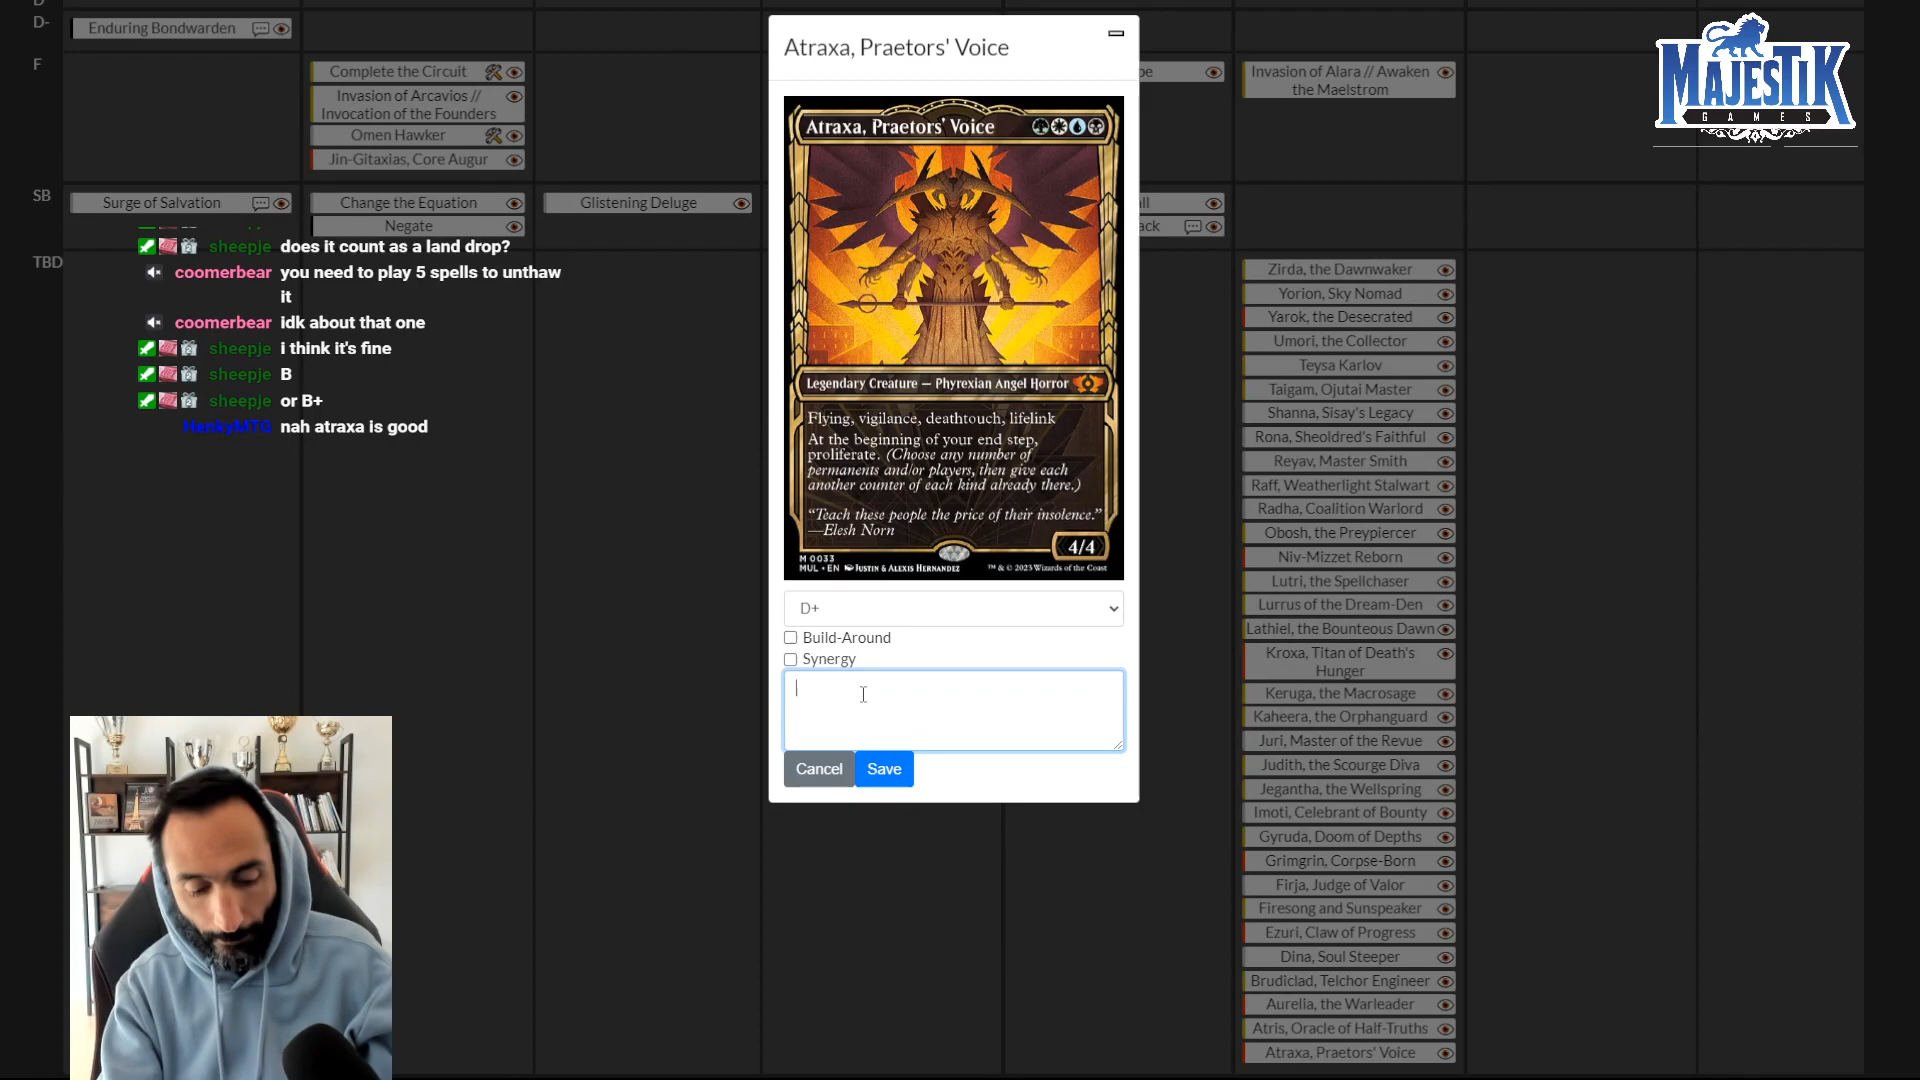 D-
Enduring Bondwarden
F
Complete the Circuit
Invasion of Arcavios //
Invocation of the Founders
Omen Hawker
Jin-Gitaxias, Core Augur
Invasion of Alara // Awaken
the Maelstrom
SB
Surge of Salvation
Change the Equation
Negate
Glistening Deluge
TBD
sheepje does it count as a land drop?
coomerbear you need to play 5 spells to unthaw
it
coomerbear idk about that one
sheepje i think it's fine
sheepje B
sheepje or B+
HenkyMTG nah atraxa is good
Atraxa, Praetors' Voice
Atraxa, Praetors' Voice
Legendary Creature — Phyrexian Angel Horror
Flying, vigilance, deathtouch, lifelink
At the beginning of your end step,
proliferate. (Choose any number of
permanents and/or players, then give each
another counter of each kind already there.)
“Teach these people the price of their insolence.”
—Elesh Norn
4/4
M 0033
MUL • EN Justin & Alexis Hernandez
™ & © 2023 Wizards of the Coast
D+
Build-Around
Synergy
Cancel
Save
Zirda, the Dawnwaker
Yorion, Sky Nomad
Yarok, the Desecrated
Umori, the Collector
Teysa Karlov
Taigam, Ojutai Master
Shanna, Sisay's Legacy
Rona, Sheoldred's Faithful
Reyav, Master Smith
Raff, Weatherlight Stalwart
Radha, Coalition Warlord
Obosh, the Preypiercer
Niv-Mizzet Reborn
Lutri, the Spellchaser
Lurrus of the Dream-Den
Lathiel, the Bounteous Dawn
Kroxa, Titan of Death's
Hunger
Keruga, the Macrosage
Kaheera, the Orphanguard
Juri, Master of the Revue
Judith, the Scourge Diva
Jegantha, the Wellspring
Imoti, Celebrant of Bounty
Gyruda, Doom of Depths
Grimgrin, Corpse-Born
Firja, Judge of Valor
Firesong and Sunspeaker
Ezuri, Claw of Progress
Dina, Soul Steeper
Brudiclad, Telchor Engineer
Aurelia, the Warleader
Atris, Oracle of Half-Truths
Atraxa, Praetors' Voice
MAJESTIK
GAMES